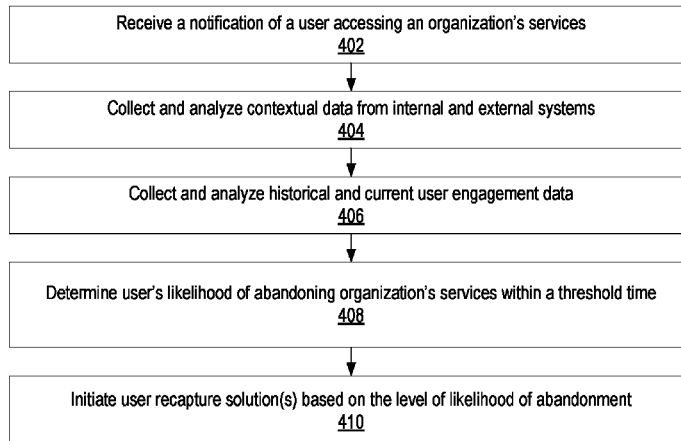 Receive a notification of a user accessing an organization's services
402
Collect and analyze contextual data from internal and external systems
404
Collect and analyze historical and current user engagement data
406
Determine user's likelihood of abandoning organization's services within a threshold time
408
Initiate user recapture solution(s) based on the level of likelihood of abandonment
410